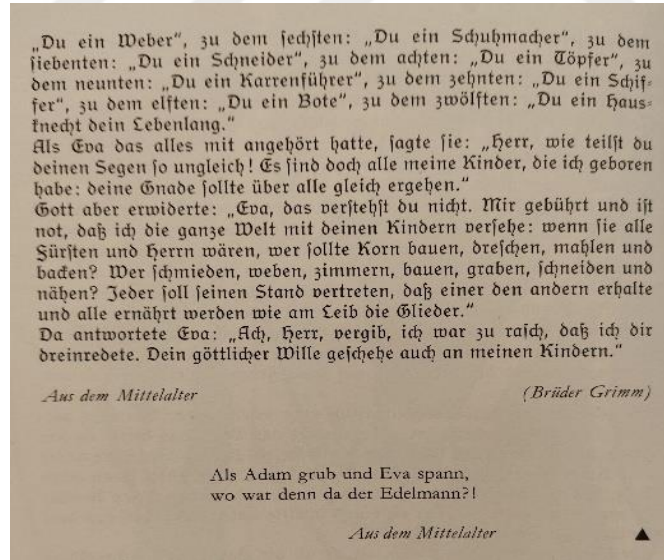 „Du ein Weber“, zu dem ſechſten: „Du ein Schuhmacher“, zu dem
ſiebenten: „Du ein Schneider“, zu dem achten: „Du ein Töpfer“, zu
dem neunten: „Du ein Karrenführer“, zu dem zehnten: „Du ein Schif-
fer“, zu dem elften: „Du ein Bote“, zu dem zwölften: „Du ein Haus-
knecht dein Lebenlang.“
Als Eva das alles mit angehört hatte, ſagte ſie: „Herr, wie teilſt du
deinen Segen ſo ungleich! Es ſind doch alle meine Kinder, die ich geboren
habe: deine Gnade ſollte über alle gleich ergehen.“
Gott aber erwiderte: „Eva, das verſtehſt du nicht. Mir gebührt und iſt
not, daß ich die ganze Welt mit deinen Kindern verſehe: wenn ſie alle
Fürſten und Herrn wären, wer ſollte Korn bauen, dreſchen, mahlen und
backen? Wer ſchmieden, weben, zimmern, bauen, graben, ſchneiden und
nähen? Jeder ſoll ſeinen Stand vertreten, daß einer den andern erhalte
und alle ernährt werden wie am Leib die Glieder.“
Da antwortete Eva: „Ach, Herr, vergib, ich war zu raſch, daß ich dir
dreinredete. Dein göttlicher Wille geſchehe auch an meinen Kindern.“
Aus dem Mittelalter (Brüder Grimm)
Als Adam grub und Eva spann,
wo war denn da der Edelmann?!
Aus dem Mittelalter ▲